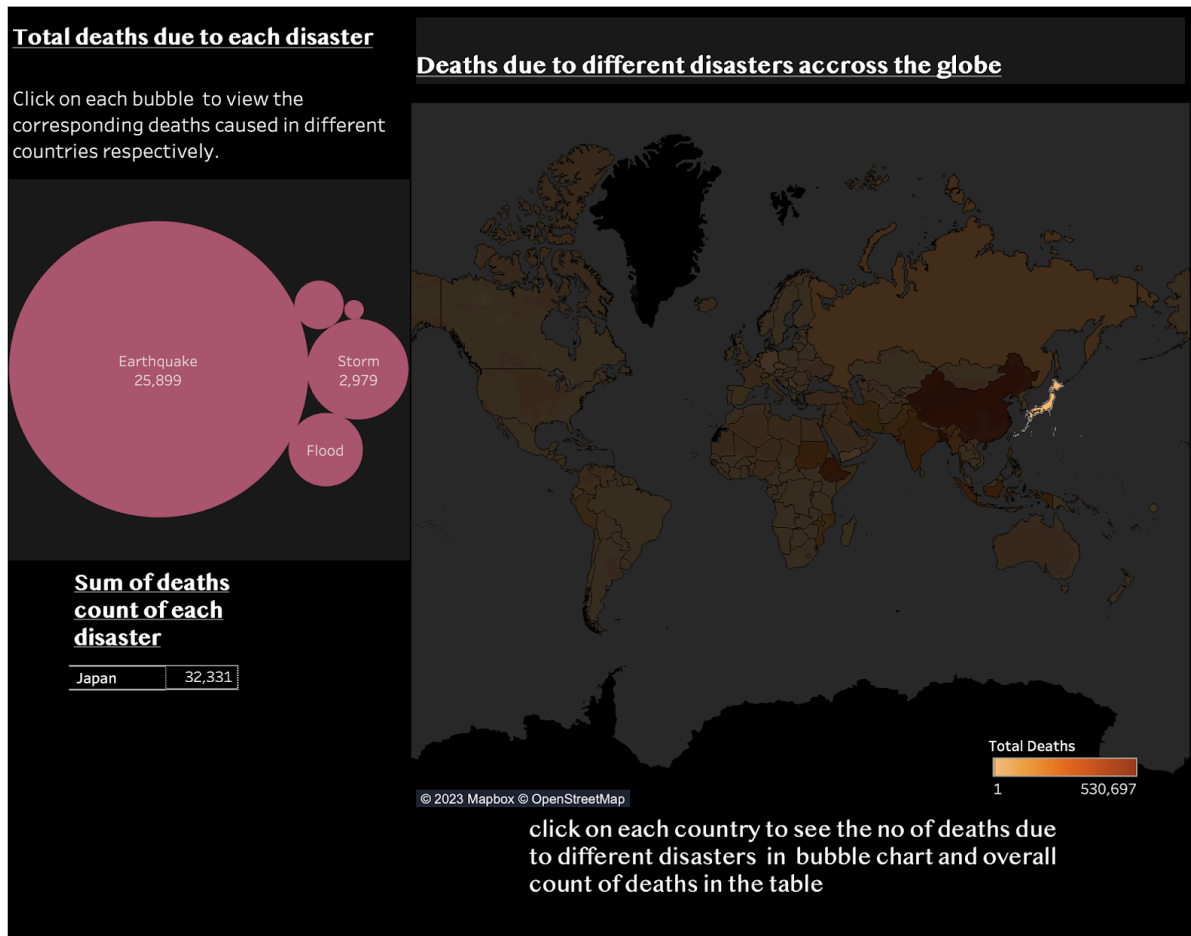 Total deaths due to each disaster
Click on each bubble  to view the
corresponding deaths caused in different
countries respectively.
Earthquake
25,899
Storm
2,979
Flood
Sum of deaths
count of each
disaster
Japan 32,331
Deaths due to different disasters accross the globe
Total Deaths
1 530,697
© 2023 Mapbox © OpenStreetMap
click on each country to see the no of deaths due
to different disasters  in  bubble chart and overall
count of deaths in the table